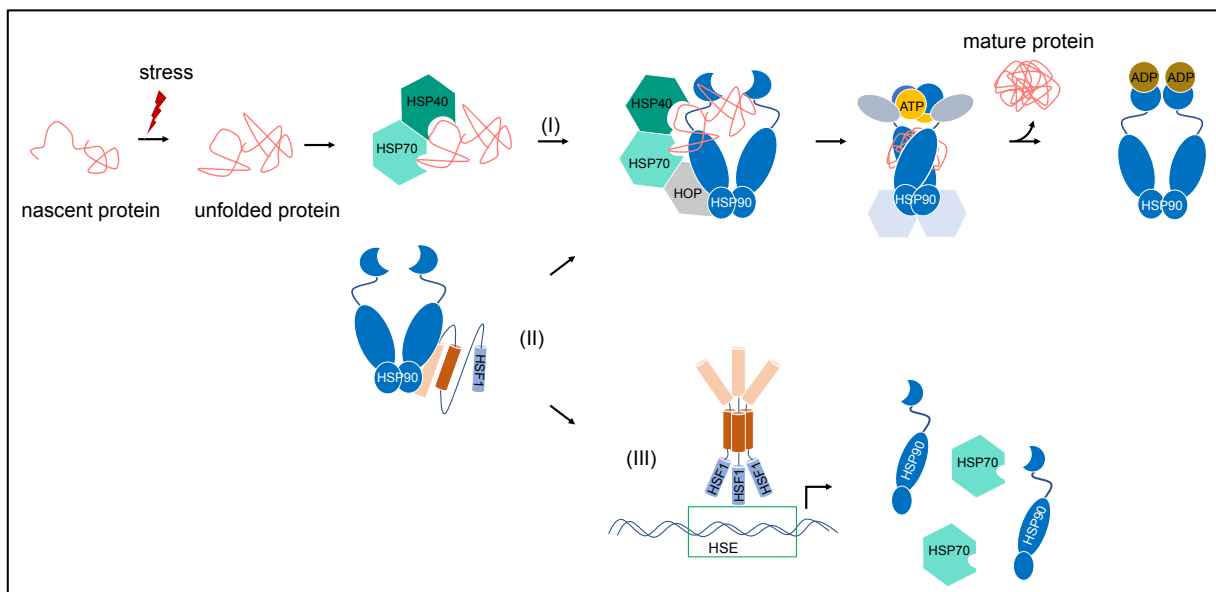 stress
nascent protein
unfolded protein
HSP40
HSP70
(I)
HSP40
HSP70
HOP
HSP90
ATP
HSP90
mature protein
ADP
ADP
HSP90
HSP90
HSF1
(II)
(III)
HSF1
HSF1
HSF1
HSE
HSP90
HSP70
HSP90
HSP70